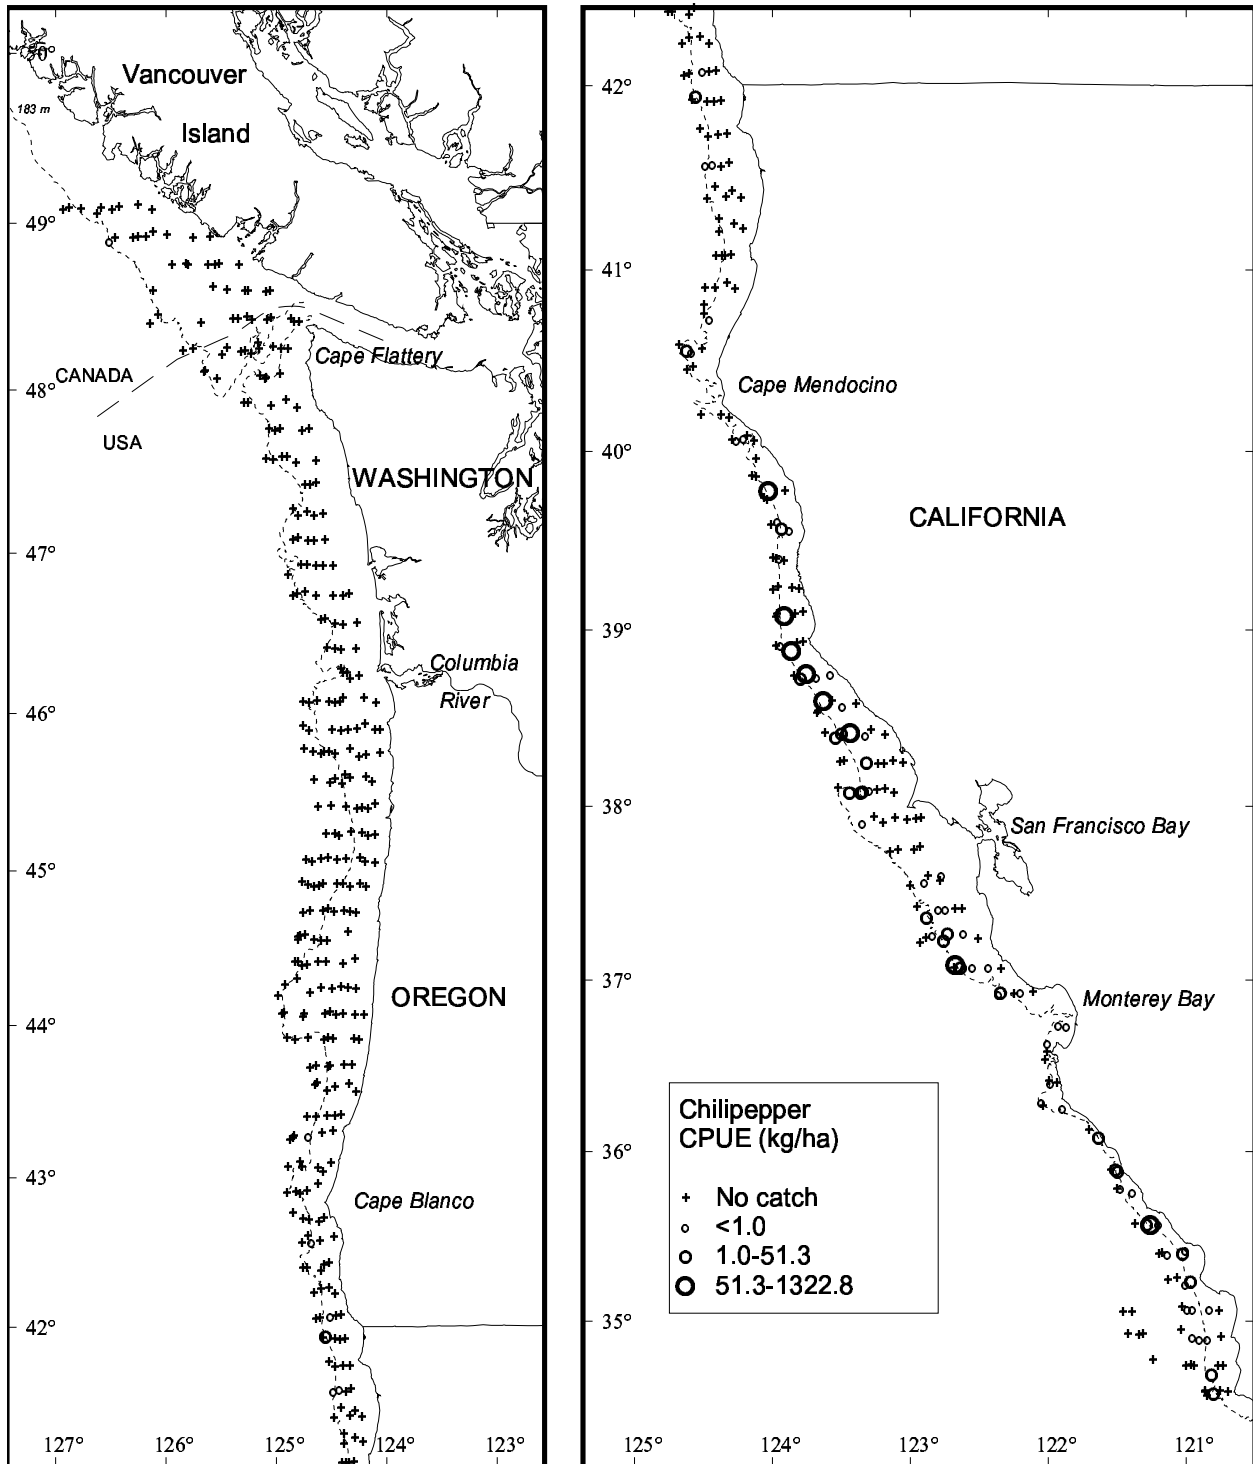 50°
Vancouver
183 m
Island
49°
Cape Flattery
CANADA
48°
USA
WASHINGTON
47°
Columbia
River
46°
45°
OREGON
44°
43°
Cape Blanco
42°
127°
126°
125°
124°
123°
42°
41°
Cape Mendocino
40°
CALIFORNIA
39°
38°
San Francisco Bay
37°
Monterey Bay
Chilipepper
CPUE (kg/ha)
36°
No catch
<1.0
1.0-51.3
51.3-1322.8
35°
125°
124°
123°
122°
121°